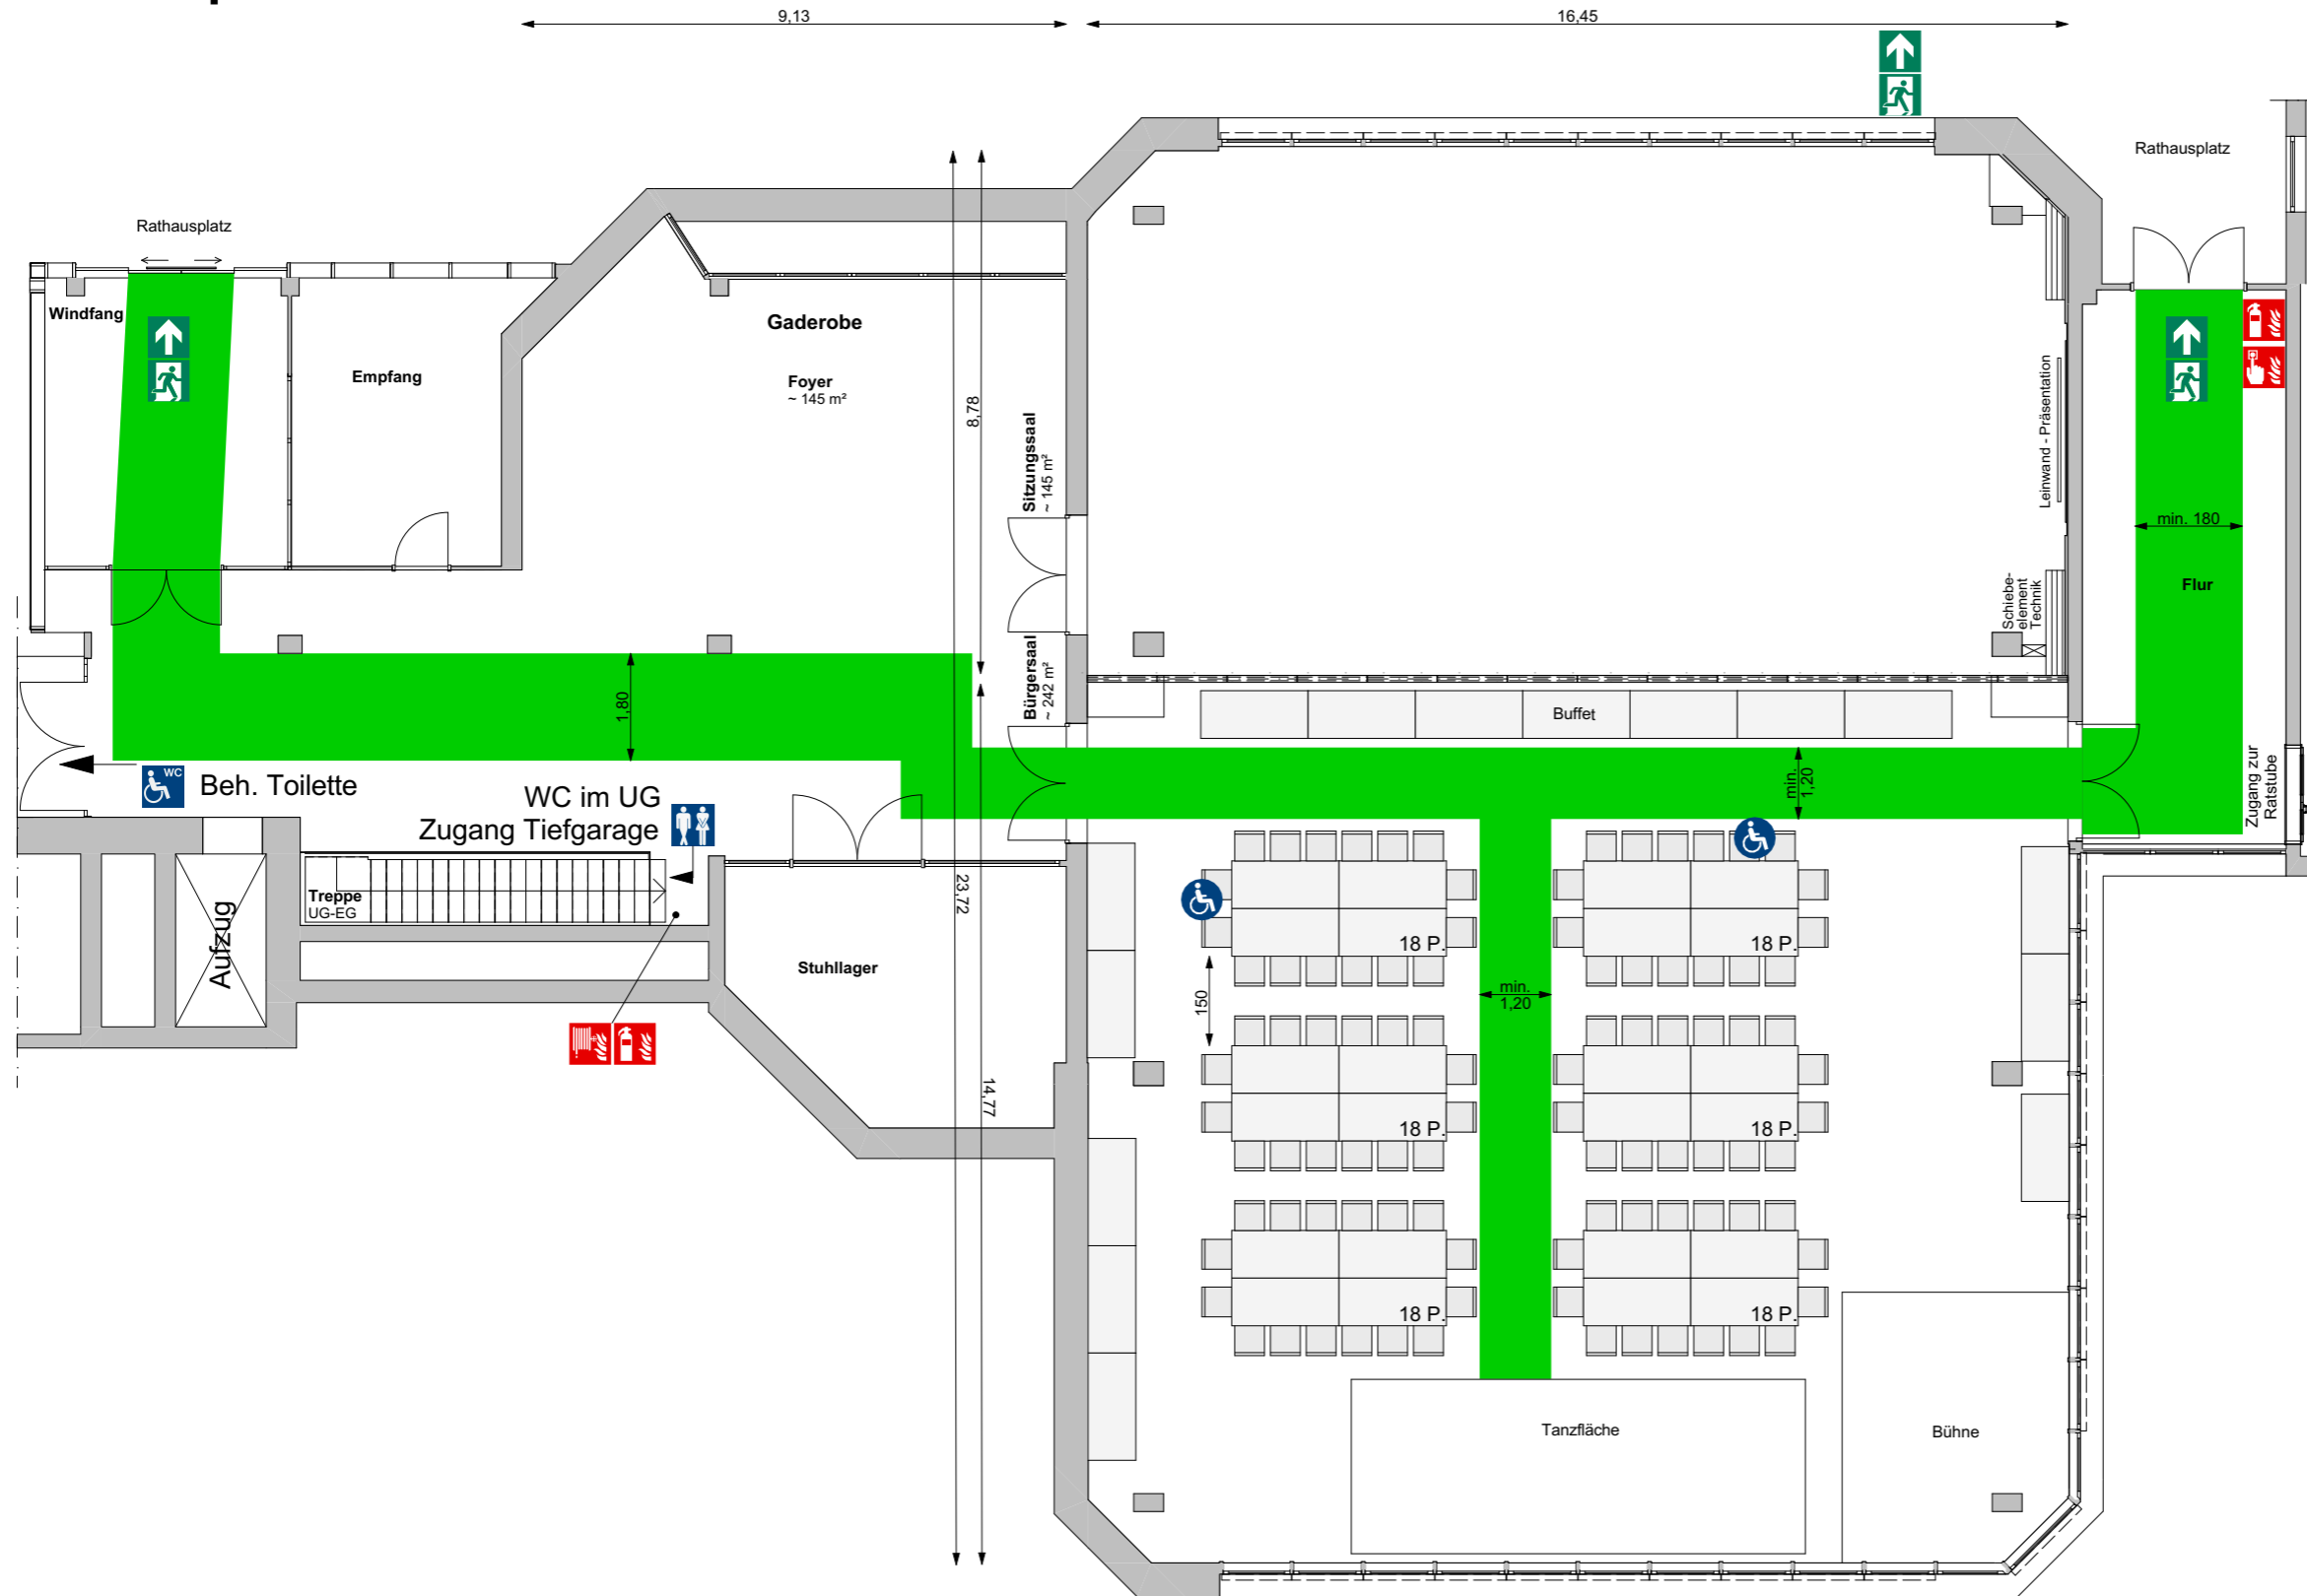 9,13
16,45
Rathausplatz
Rathausplatz
Windfang
Empfang
Gaderobe
Foyer
~ 145 m²
8,78
Sitzungssaal
~ 145 m²
Leinwand - Präsentation
min. 180
Flur
Schiebe-
element
Technik
Bürgersaal
~ 242 m²
1,80
Buffet
min.
1,20
Zugang zur
Ratstube
WC
Beh. Toilette
WC im UG
Zugang Tiefgarage
Treppe
UG-EG
Aufzug
23,72
Stuhllager
18 P.
18 P.
150
min.
1,20
14,77
18 P.
18 P.
18 P.
18 P.
Tanzfläche
Bühne